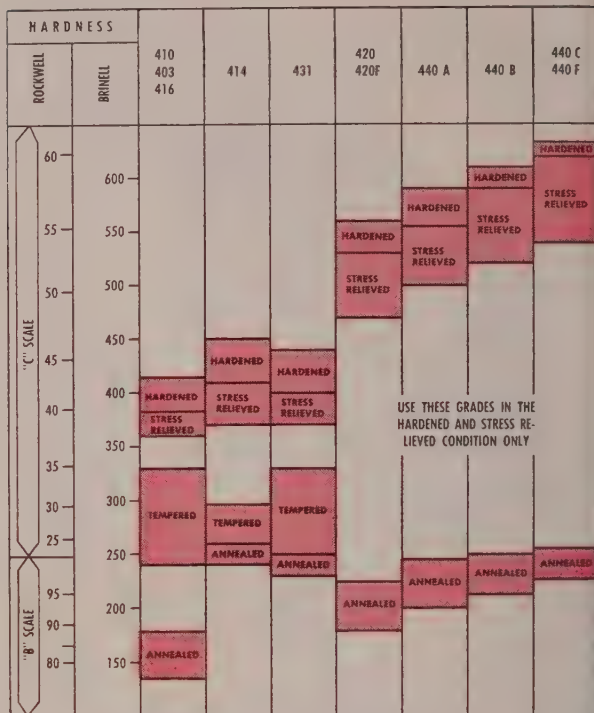 HARDNESS
ROCKWELL
BRINELL
410
403
416
414
431
420
420F
440 A
440 B
440 C
440 F
"C" SCALE
60
55
50
45
40
35
30
25
"B" SCALE
95
90
80
600
550
500
450
400
350
300
250
200
150
HARDENED
STRESS
RELIEVED
TEMPERED
ANNEALED
HARDENED
STRESS
RELIEVED
TEMPERED
ANNEALED
HARDENED
STRESS
RELIEVED
TEMPERED
ANNEALED
HARDENED
STRESS
RELIEVED
ANNEALED
HARDENED
STRESS
RELIEVED
ANNEALED
HARDENED
STRESS
RELIEVED
ANNEALED
HARDENED
STRESS
RELIEVED
ANNEALED
USE THESE GRADES IN THE
HARDENED AND STRESS RE-
LIEVED CONDITION ONLY